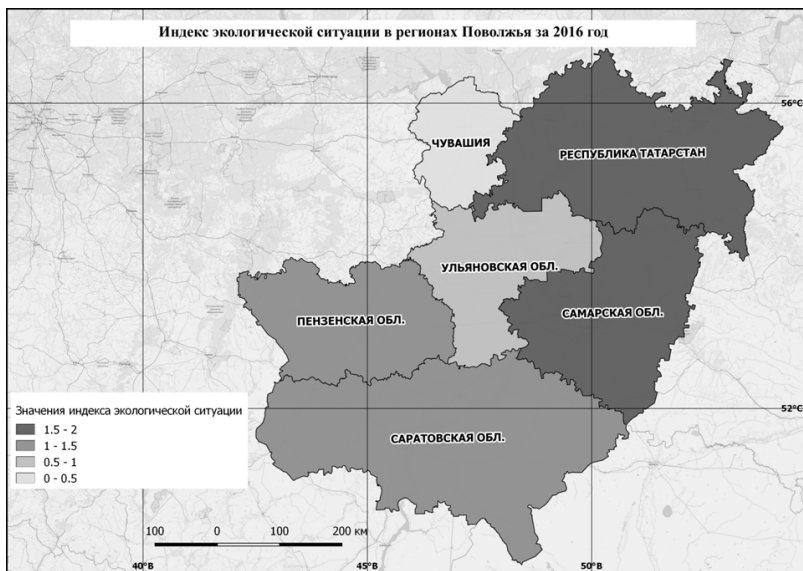 Индекс экологической ситуации в регионах Поволжья за 2016 год
56°С
ЧУВАШИЯ
РЕСПУБЛИКА ТАТАРСТАН
УЛЬЯНОВСКАЯ ОБЛ.
ПЕНЗЕНСКАЯ ОБЛ.
САМАРСКАЯ ОБЛ.
Значения индекса экологической ситуации
1.5 - 2
1 - 1.5
0.5 - 1
0 - 0.5
52°С
САРАТОВСКАЯ ОБЛ.
100 0 100 200 км
40°В 45°В 50°В